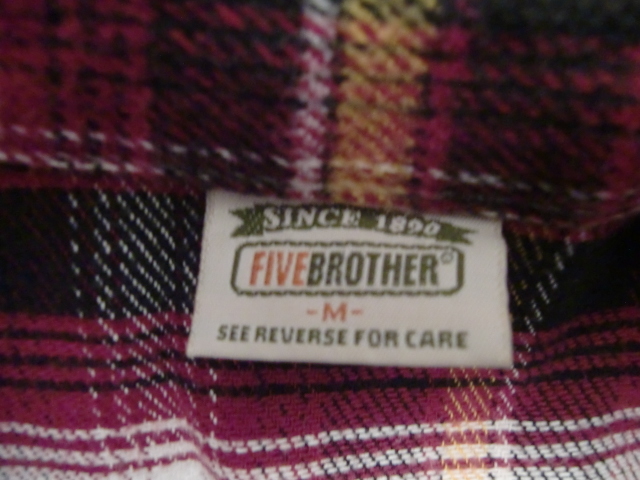 SINCE 1890
FIVEBROTHER
-M-
SEE REVERSE FOR CARE